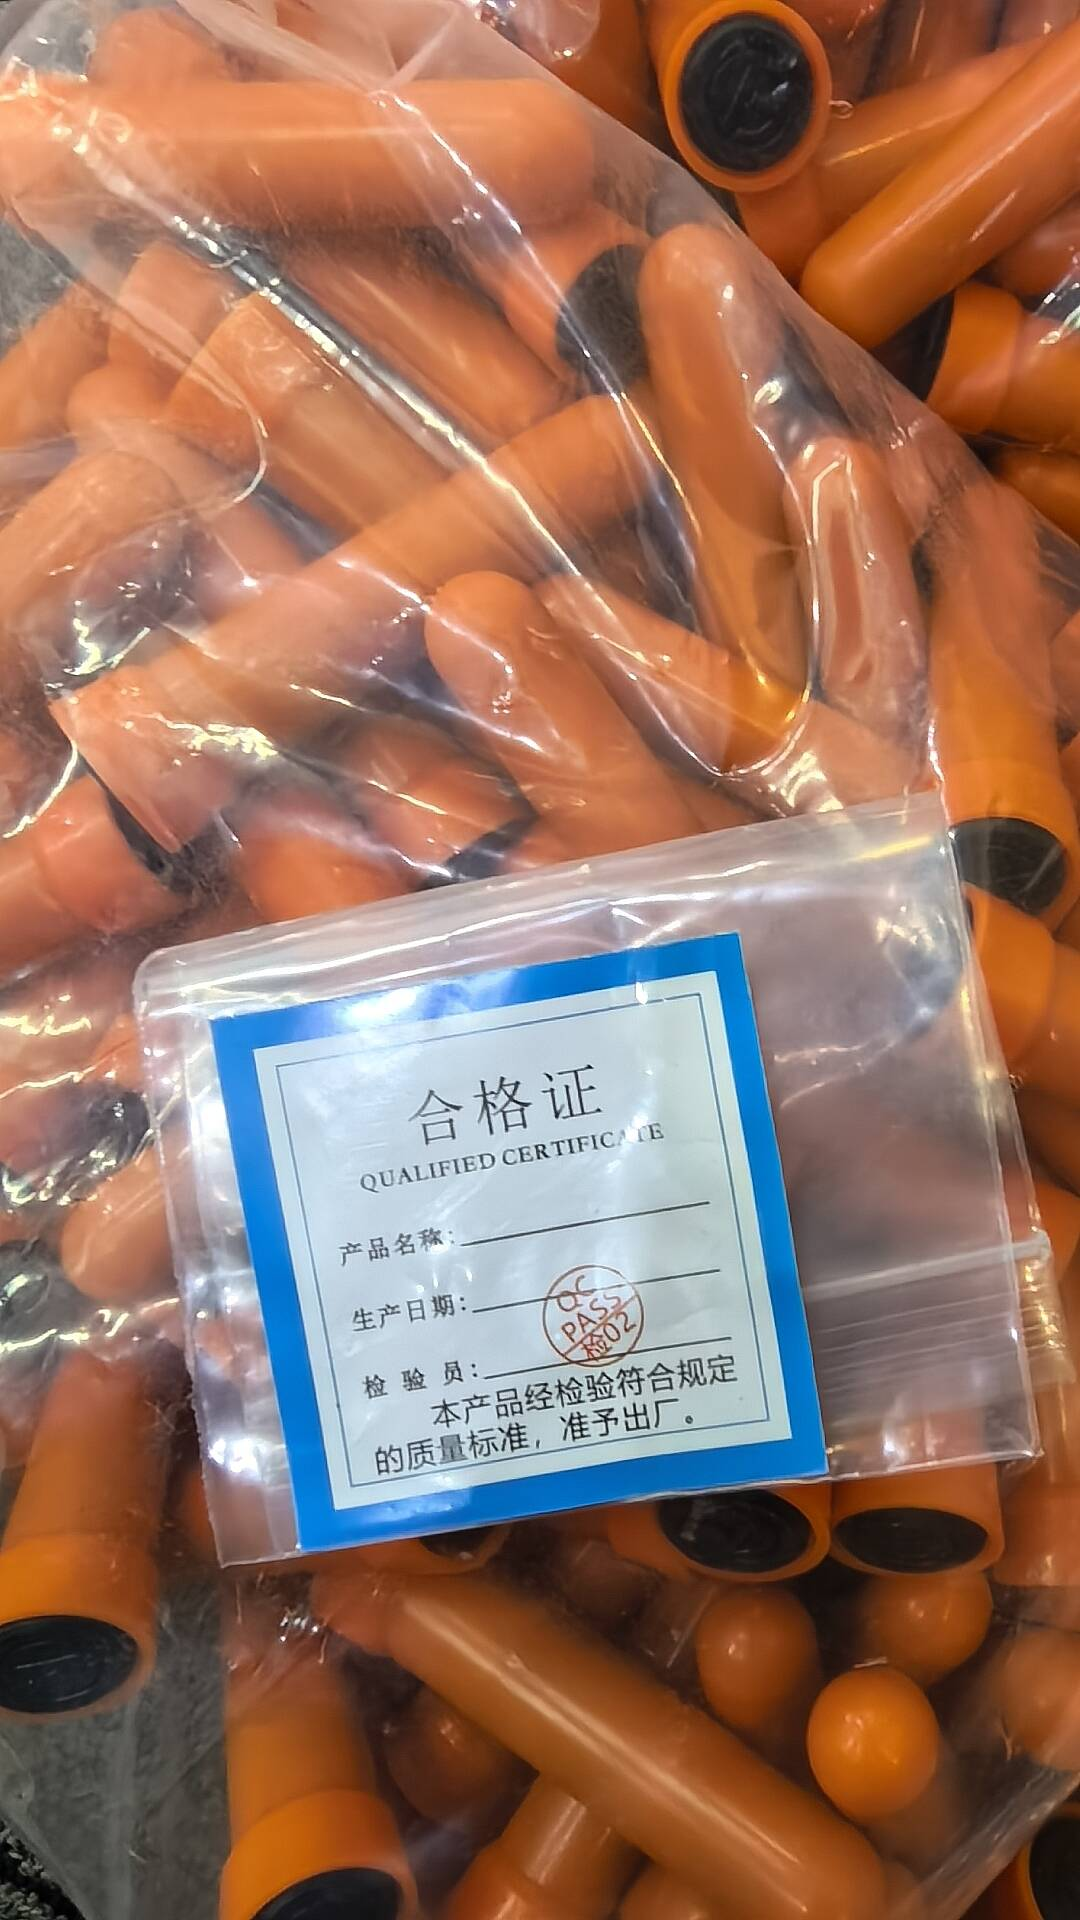 合格证
QUALIFIED CERTIFICATE
产品名称:
生产日期:
QC
PASS
检02
检 验 员:
本产品经检验符合规定
的质量标准，准予出厂。